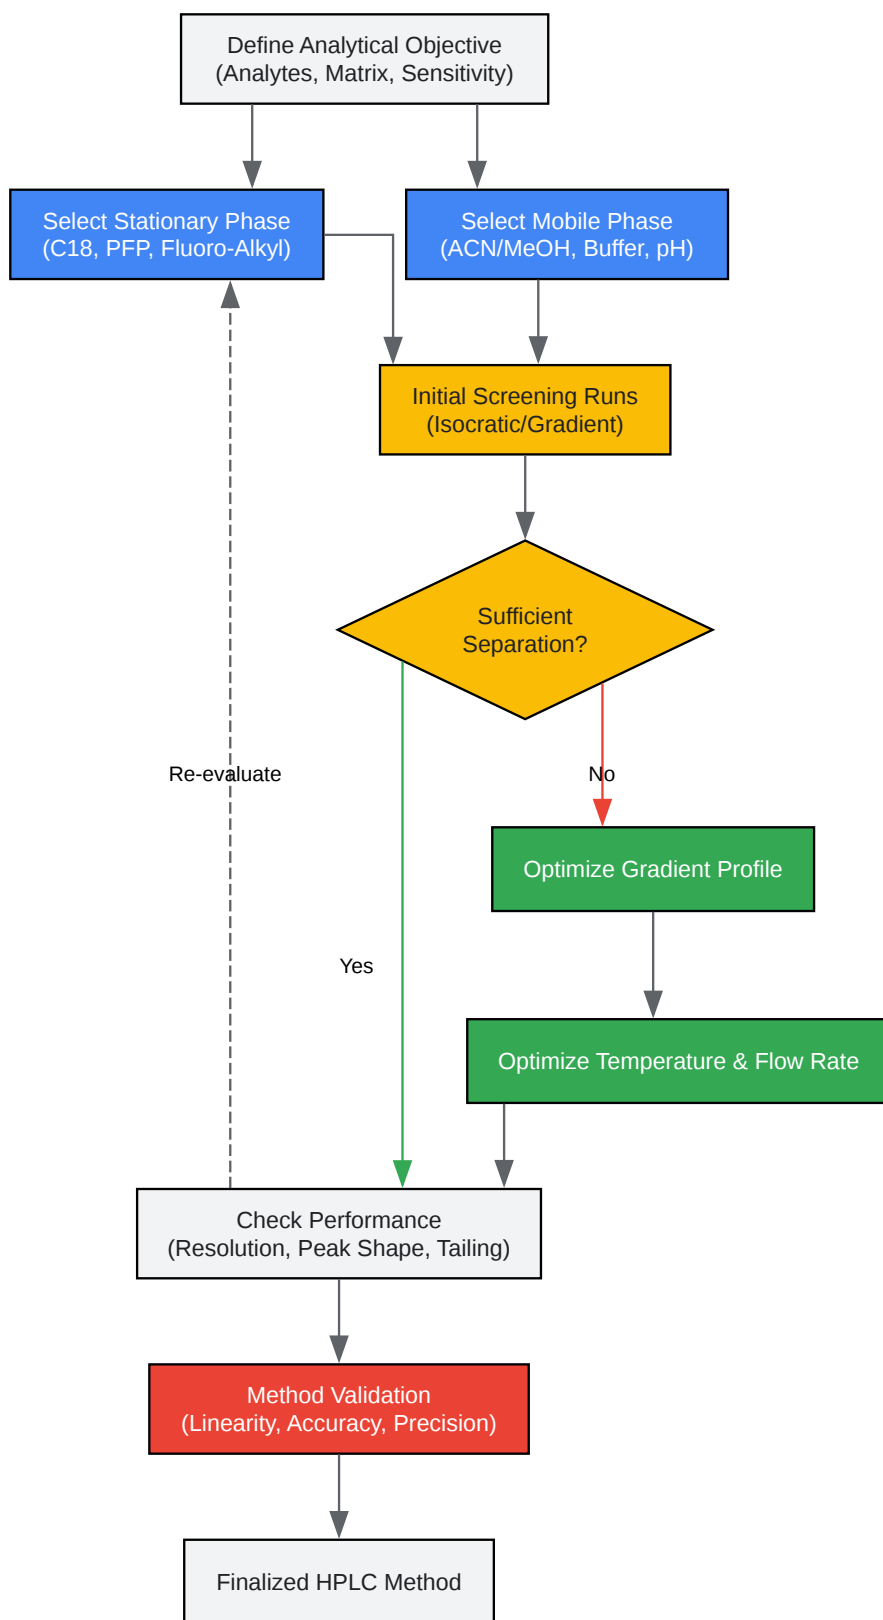 Define Analytical Objective
(Analytes, Matrix, Sensitivity)
Select Stationary Phase
(C18, PFP, Fluoro-Alkyl)
Select Mobile Phase
(ACN/MeOH, Buffer, pH)
Initial Screening Runs
(Isocratic/Gradient)
Sufficient
Separation?
Re-evaluate
No
Optimize Gradient Profile
Yes
Optimize Temperature & Flow Rate
Check Performance
(Resolution, Peak Shape, Tailing)
Method Validation
(Linearity, Accuracy, Precision)
Finalized HPLC Method